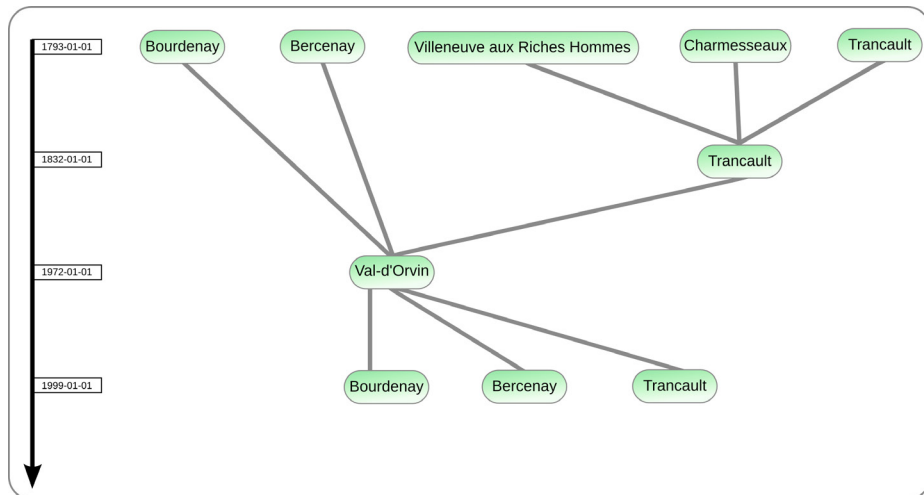 1793-01-01
Bourdenay
Bercenay
Villeneuve aux Riches Hommes
Charmesseaux
Trancault
1832-01-01
Trancault
1972-01-01
Val-d'Orvin
1999-01-01
Bourdenay
Bercenay
Trancault